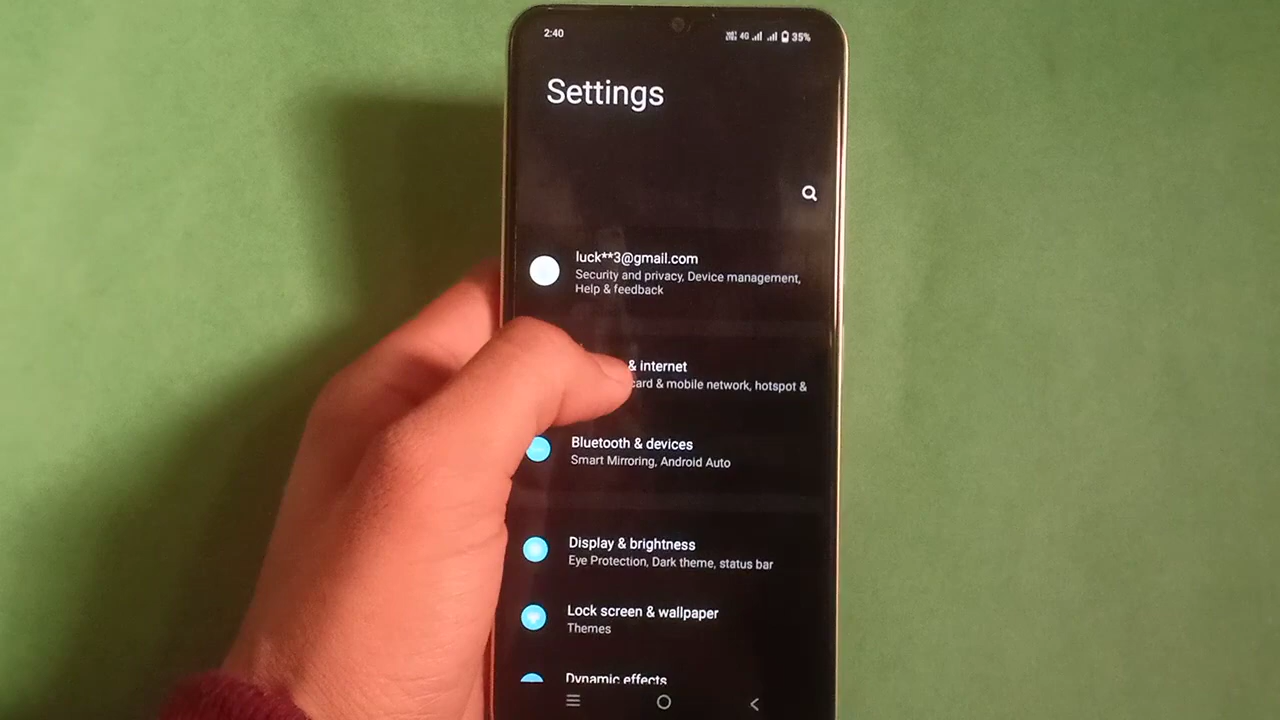 2:40
4G 35%
Settings
luck**3@gmail.com
Security and privacy, Device management,
Help & feedback
& internet
card & mobile network, hotspot &
Bluetooth & devices
Smart Mirroring, Android Auto
Display & brightness
Eye Protection, Dark theme, status bar
Lock screen & wallpaper
Themes
Dynamic effects